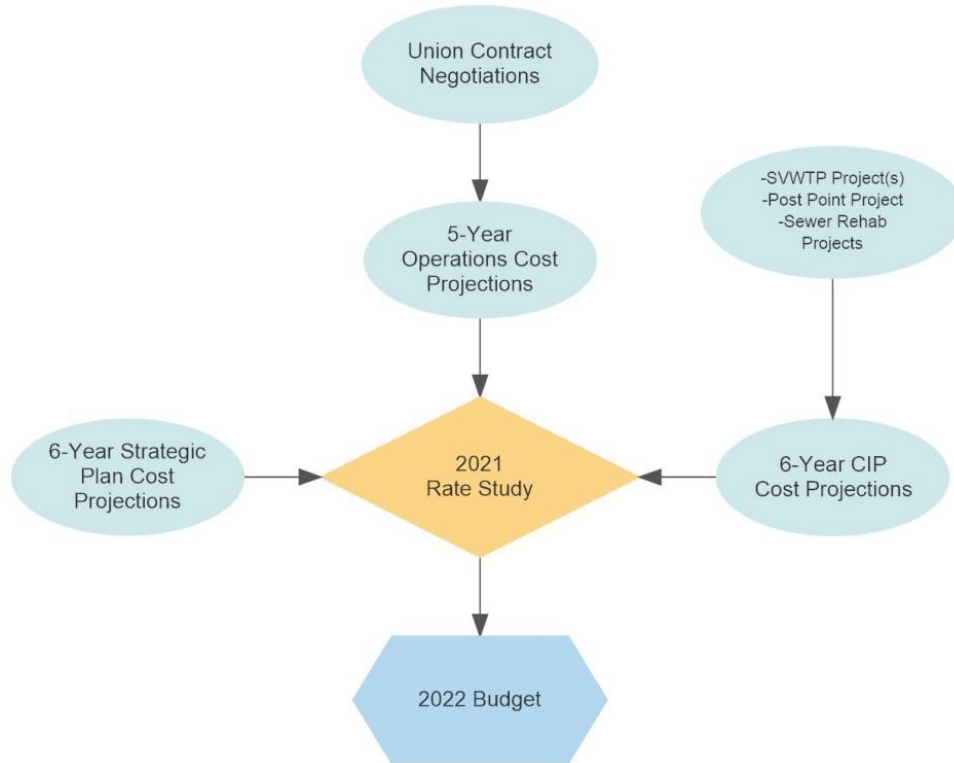 Union Contract
Negotiations
-SVWTP Project(s)
-Post Point Project
-Sewer Rehab
Projects
5-Year
Operations Cost
Projections
6-Year Strategic
Plan Cost
Projections
2021
Rate Study
6-Year CIP
Cost Projections
2022 Budget